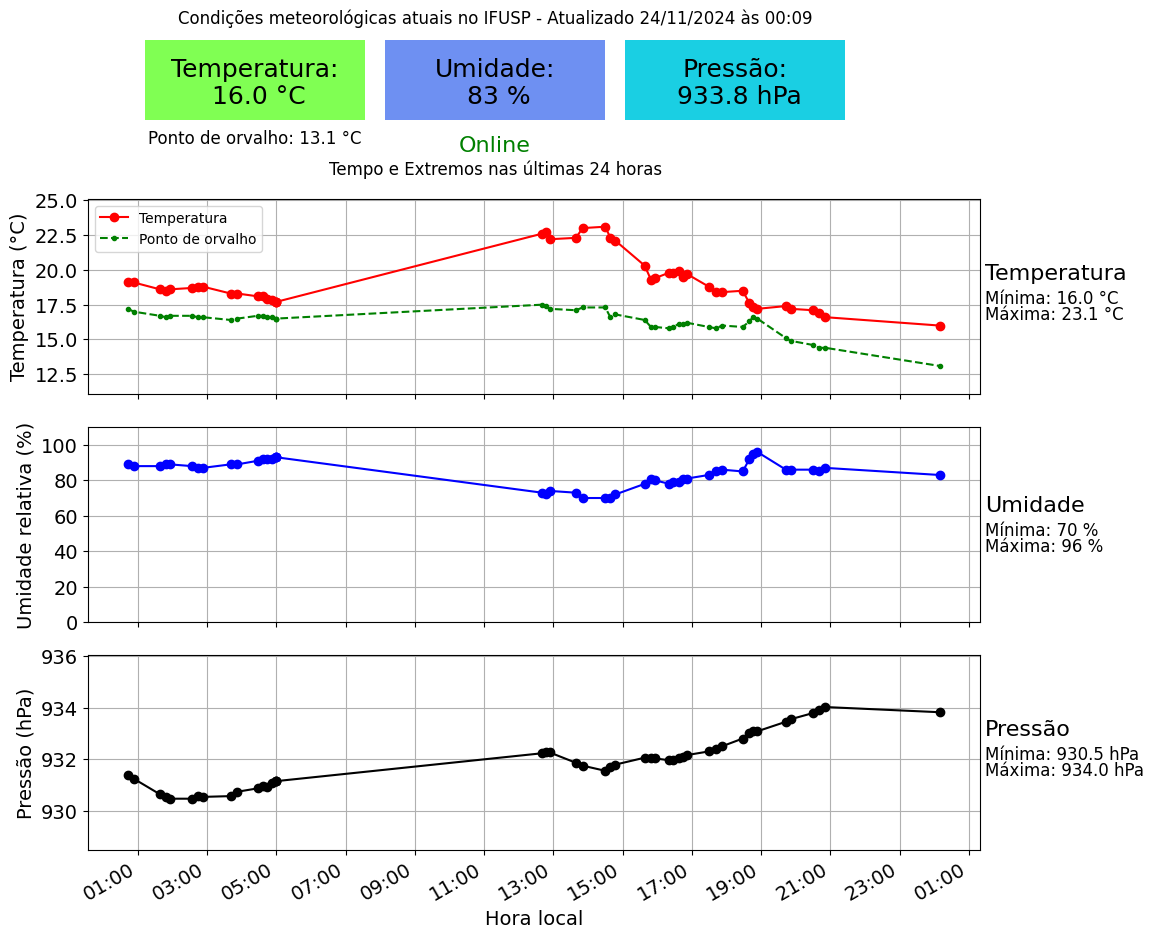 Condições meteorológicas atuais no IFUSP - Atualizado 24/11/2024 às 00:09
Temperatura:
16.0 °C
Umidade:
83 %
Pressão:
933.8 hPa
Ponto de orvalho: 13.1 °C
Online
Tempo e Extremos nas últimas 24 horas
Temperatura (°C)
25.0
22.5
20.0
17.5
15.0
12.5
Temperatura
Ponto de orvalho
Temperatura
Mínima: 16.0 °C
Máxima: 23.1 °C
Umidade relativa (%)
100
80
60
40
20
0
Umidade
Mínima: 70 %
Máxima: 96 %
Pressão (hPa)
936
934
932
930
Pressão
Mínima: 930.5 hPa
Máxima: 934.0 hPa
01:00 03:00 05:00 07:00 09:00 11:00 13:00 15:00 17:00 19:00 21:00 23:00 01:00
Hora local